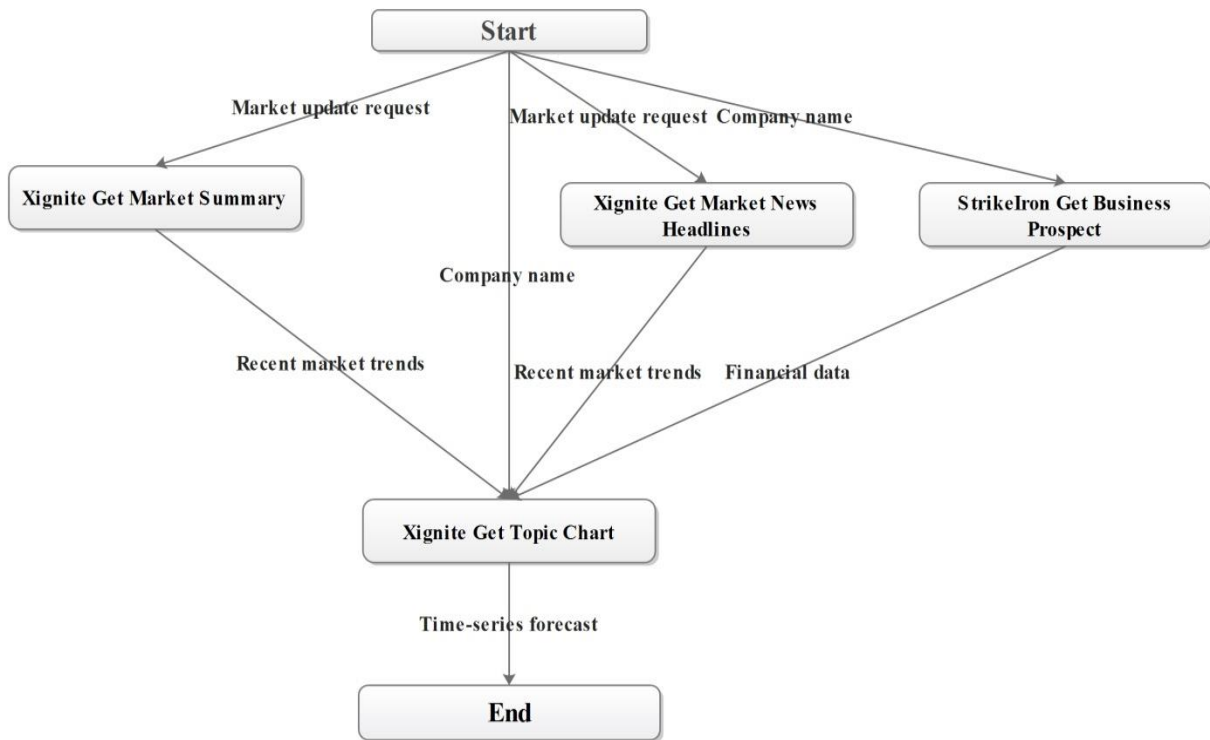 Start
Market update request
Market update request
Company name
Xignite Get Market Summary
Xignite Get Market News
Headlines
StrikeIron Get Business
Prospect
Company name
Recent market trends
Recent market trends
Financial data
Xignite Get Topic Chart
Time-series forecast
End